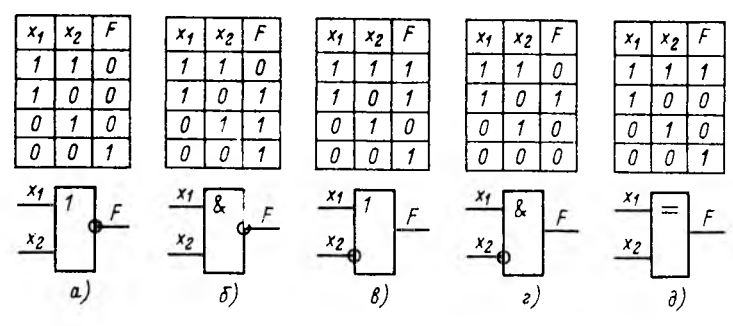 x₁ x₂ F x₁ x₂ F x₁ x₂ F x₁ x₂ F x₁ x₂ F
1 1 0 1 1 0 1 1 1 1 1 0 1 1 1
1 0 0 1 0 1 1 0 1 1 0 1 1 0 0
0 1 0 0 1 1 0 1 0 0 1 0 0 1 0
0 0 1 0 0 1 0 0 1 0 0 0 0 0 1
x₁ 1 F x₁ & F x₁ 1 F x₁ & F x₁ = F
x₂ x₂ x₂ x₂ x₂
а) б) в) г) д)